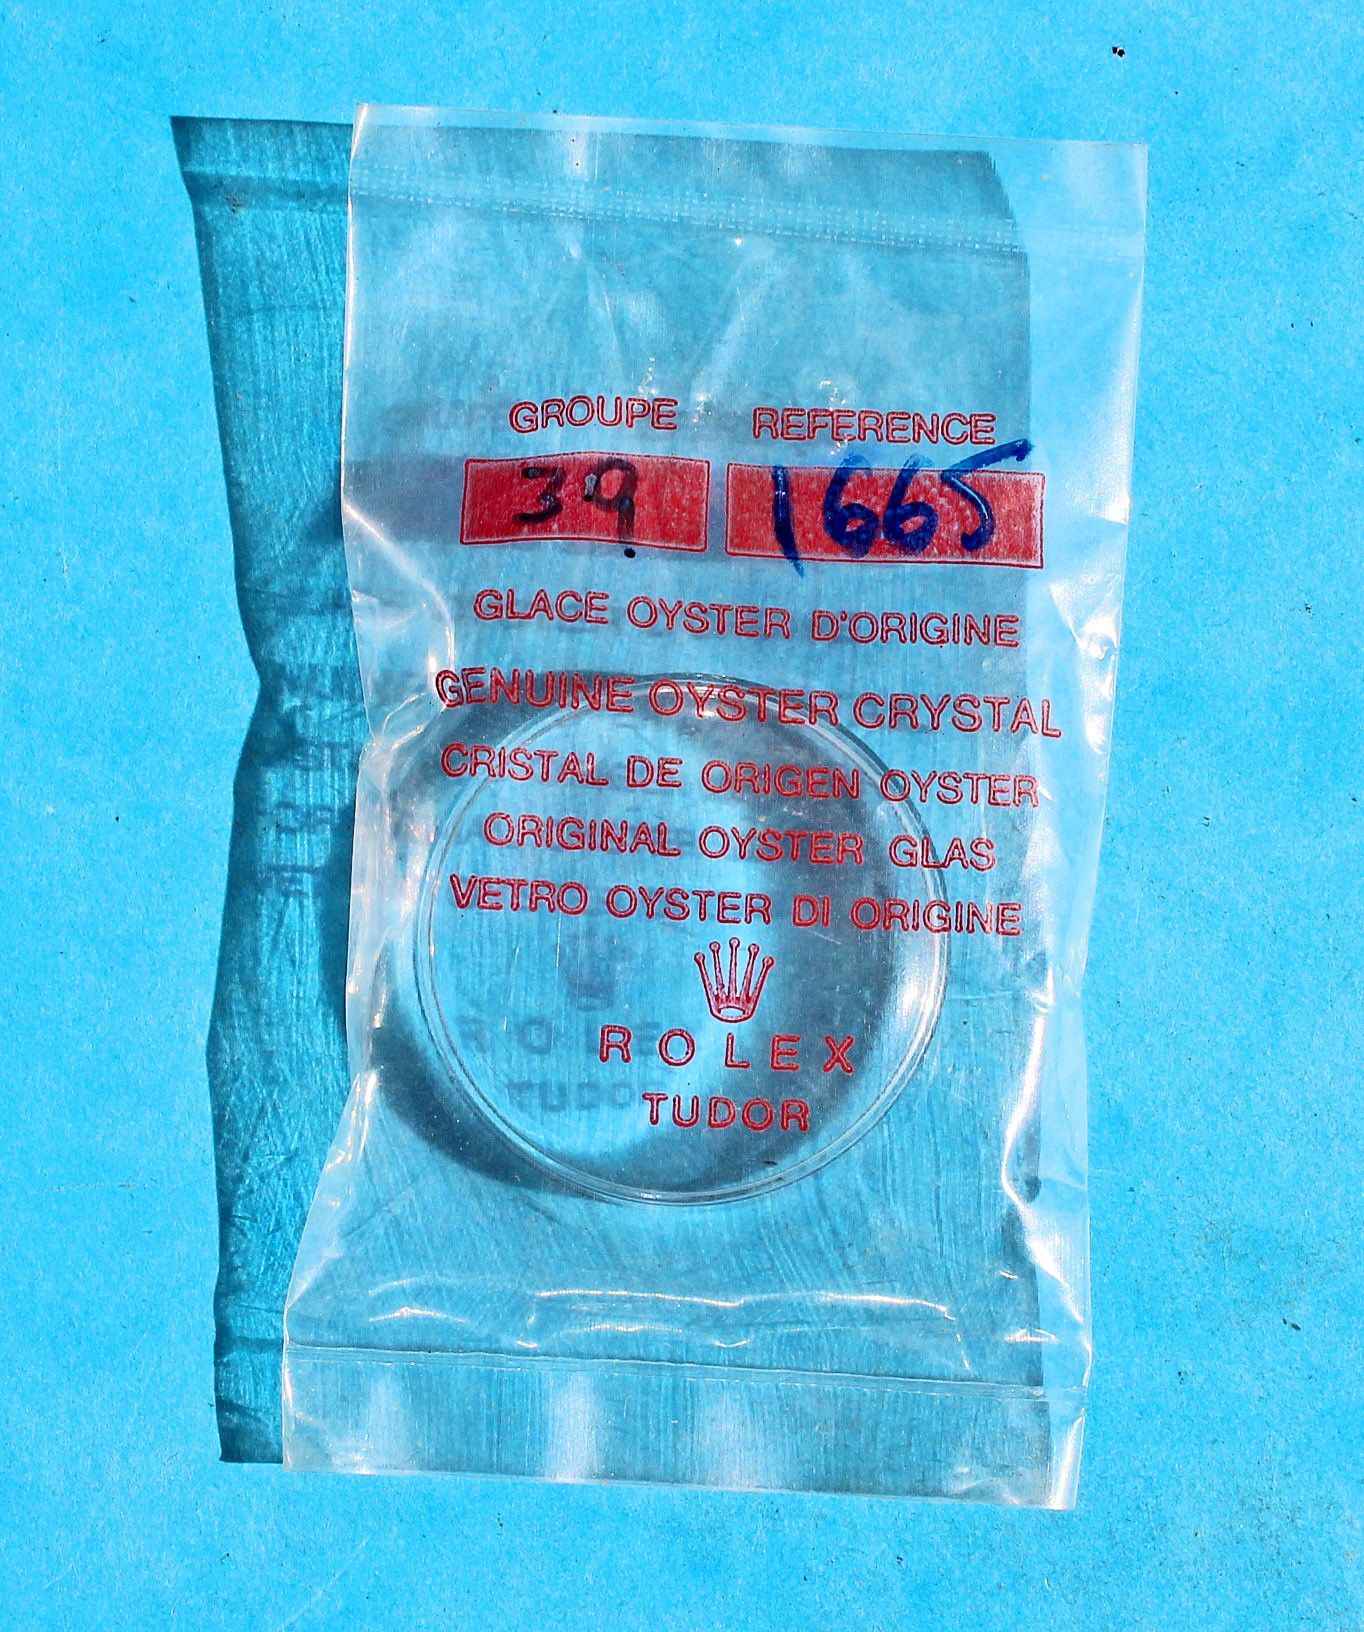 GROUPE REFERENCE
39 1665
GLACE OYSTER D'ORIGINE
GENUINE OYSTER CRYSTAL
CRISTAL DE ORIGEN OYSTER
ORIGINAL OYSTER GLAS
VETRO OYSTER DI ORIGINE
ROLEX
TUDOR